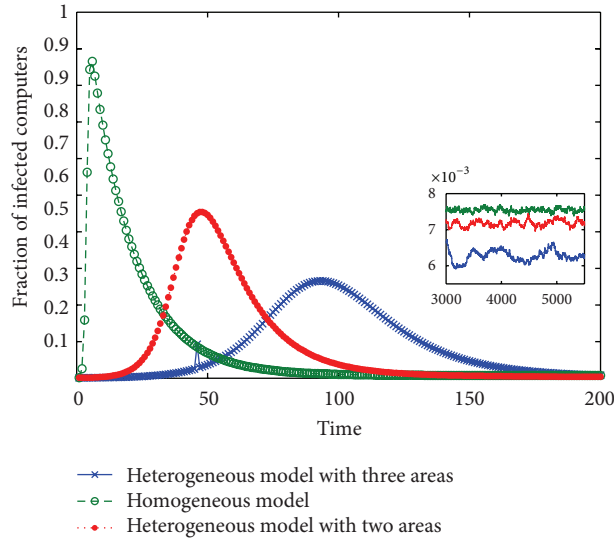 1
0.9
0.9
0.7
0.6
0.5
0.4
0.3
0.2
0.1
Fraction of infected computers
×10⁻³
8
7
6
3000 4000 5000
0 50 100 150 200
Time
Heterogeneous model with three areas
Homogeneous model
Heterogeneous model with two areas